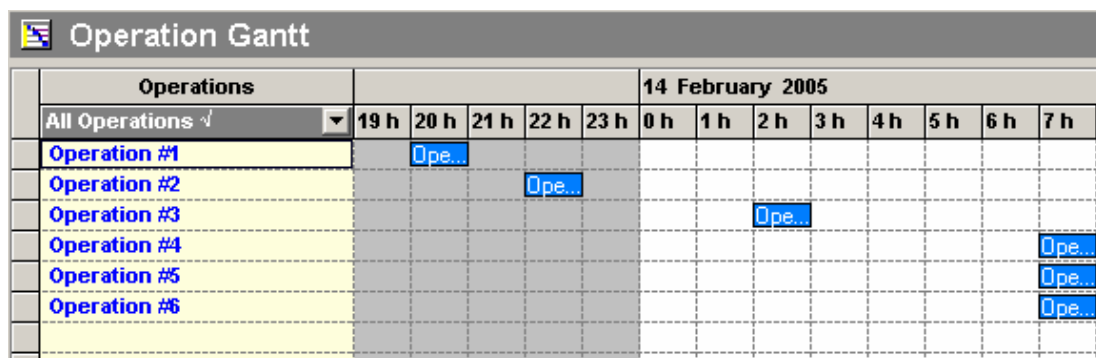 Operation Gantt
Operations
14 February 2005
All Operations √ 19 h 20 h 21 h 22 h 23 h 0 h 1 h 2 h 3 h 4 h 5 h 6 h 7 h
Operation #1 Ope...
Operation #2 Ope...
Operation #3 Ope...
Operation #4 Ope...
Operation #5 Ope...
Operation #6 Ope...